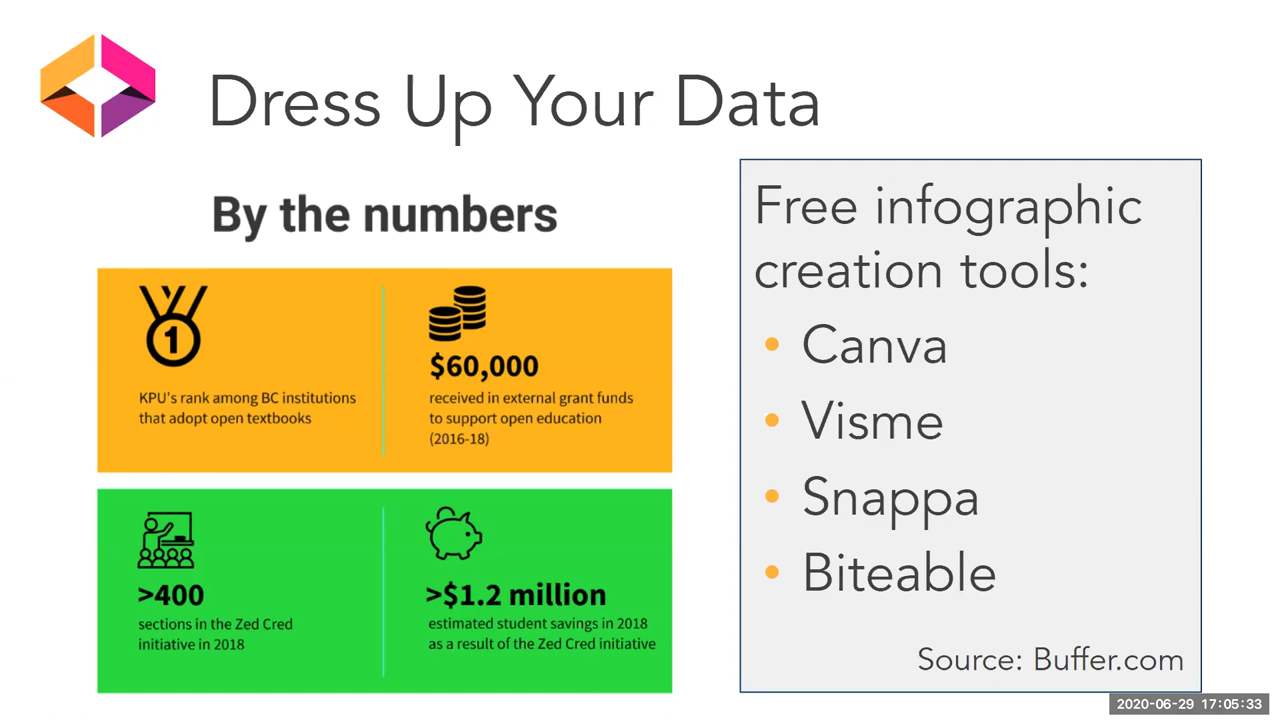 Dress Up Your Data
By the numbers
1
KPU's rank among BC institutions
that adopt open textbooks
$60,000
received in external grant funds
to support open education
(2016-18)
>400
sections in the Zed Cred
initiative in 2018
>$1.2 million
estimated student savings in 2018
as a result of the Zed Cred initiative
Free infographic
creation tools:
• Canva
• Visme
• Snappa
• Biteable
Source: Buffer.com
2020-06-29 17:05:33